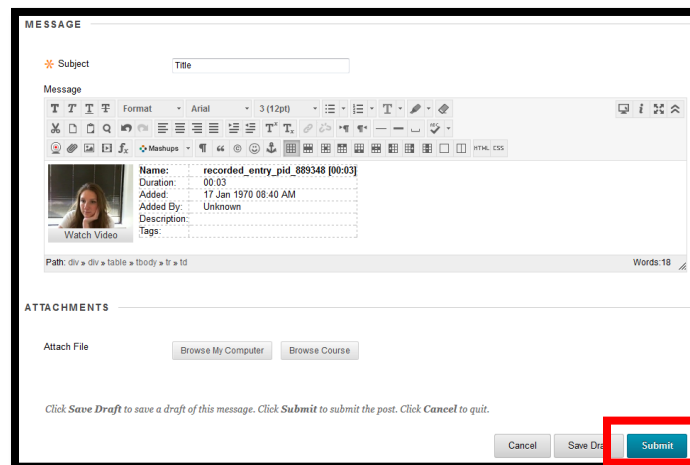 MESSAGE
Subject
Title
Message
T T T T Format Arial 3 (12pt) T
T T
fx Mashups ¶ HTML CSS
Name: recorded_entry_pid_889348 [00:03]
Duration: 00:03
Added: 17 Jan 1970 08:40 AM
Added By: Unknown
Description:
Tags:
Watch Video
Path: div » div » table » tbody » tr » td Words:18
ATTACHMENTS
Attach File
Browse My Computer Browse Course
Click Save Draft to save a draft of this message. Click Submit to submit the post. Click Cancel to quit.
Cancel Save Dra Submit